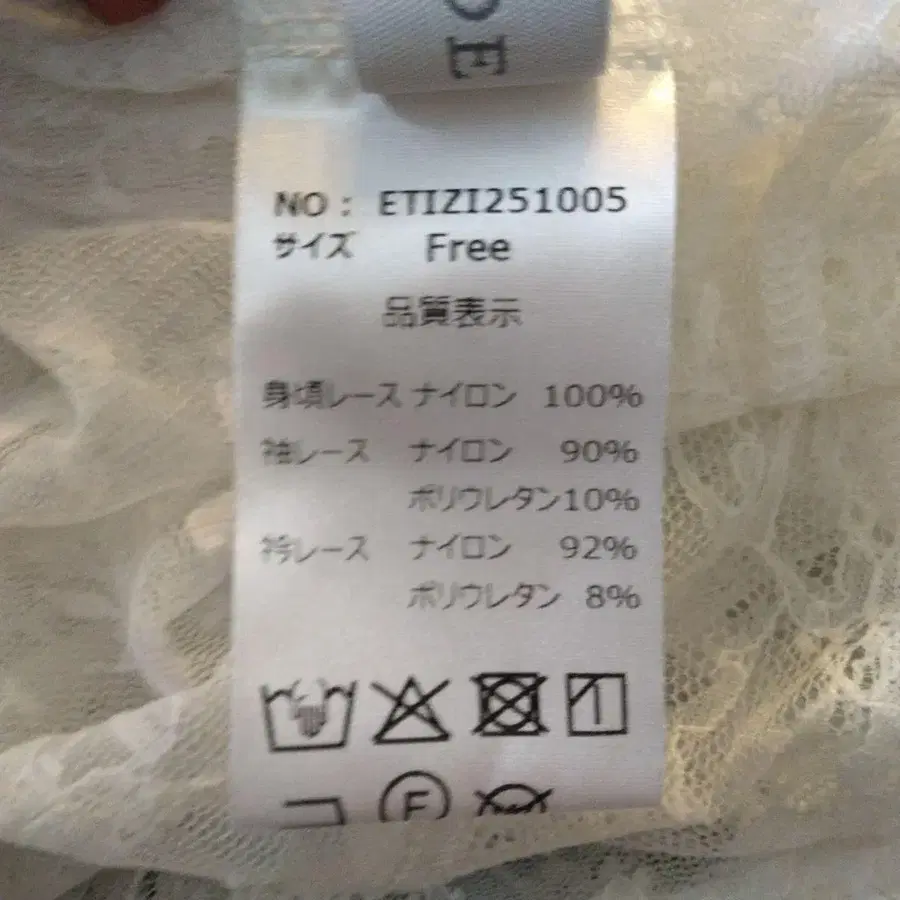 OE
NO : ETIZI251005
サイズ Free
品質表示
身頃レース ナイロン 100%
袖レース ナイロン 90%
ポリウレタン10%
衿レース ナイロン 92%
ポリウレタン 8%
F